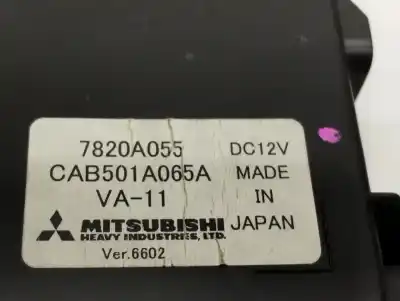 7820A055 DC12V
CAB501A065A MADE
VA-11 IN
MITSUBISHI JAPAN
HEAVY INDUSTRIES, LTD.
Ver.6602